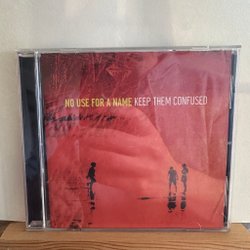 NO USE FOR A NAME KEEP THEM CONFUSED